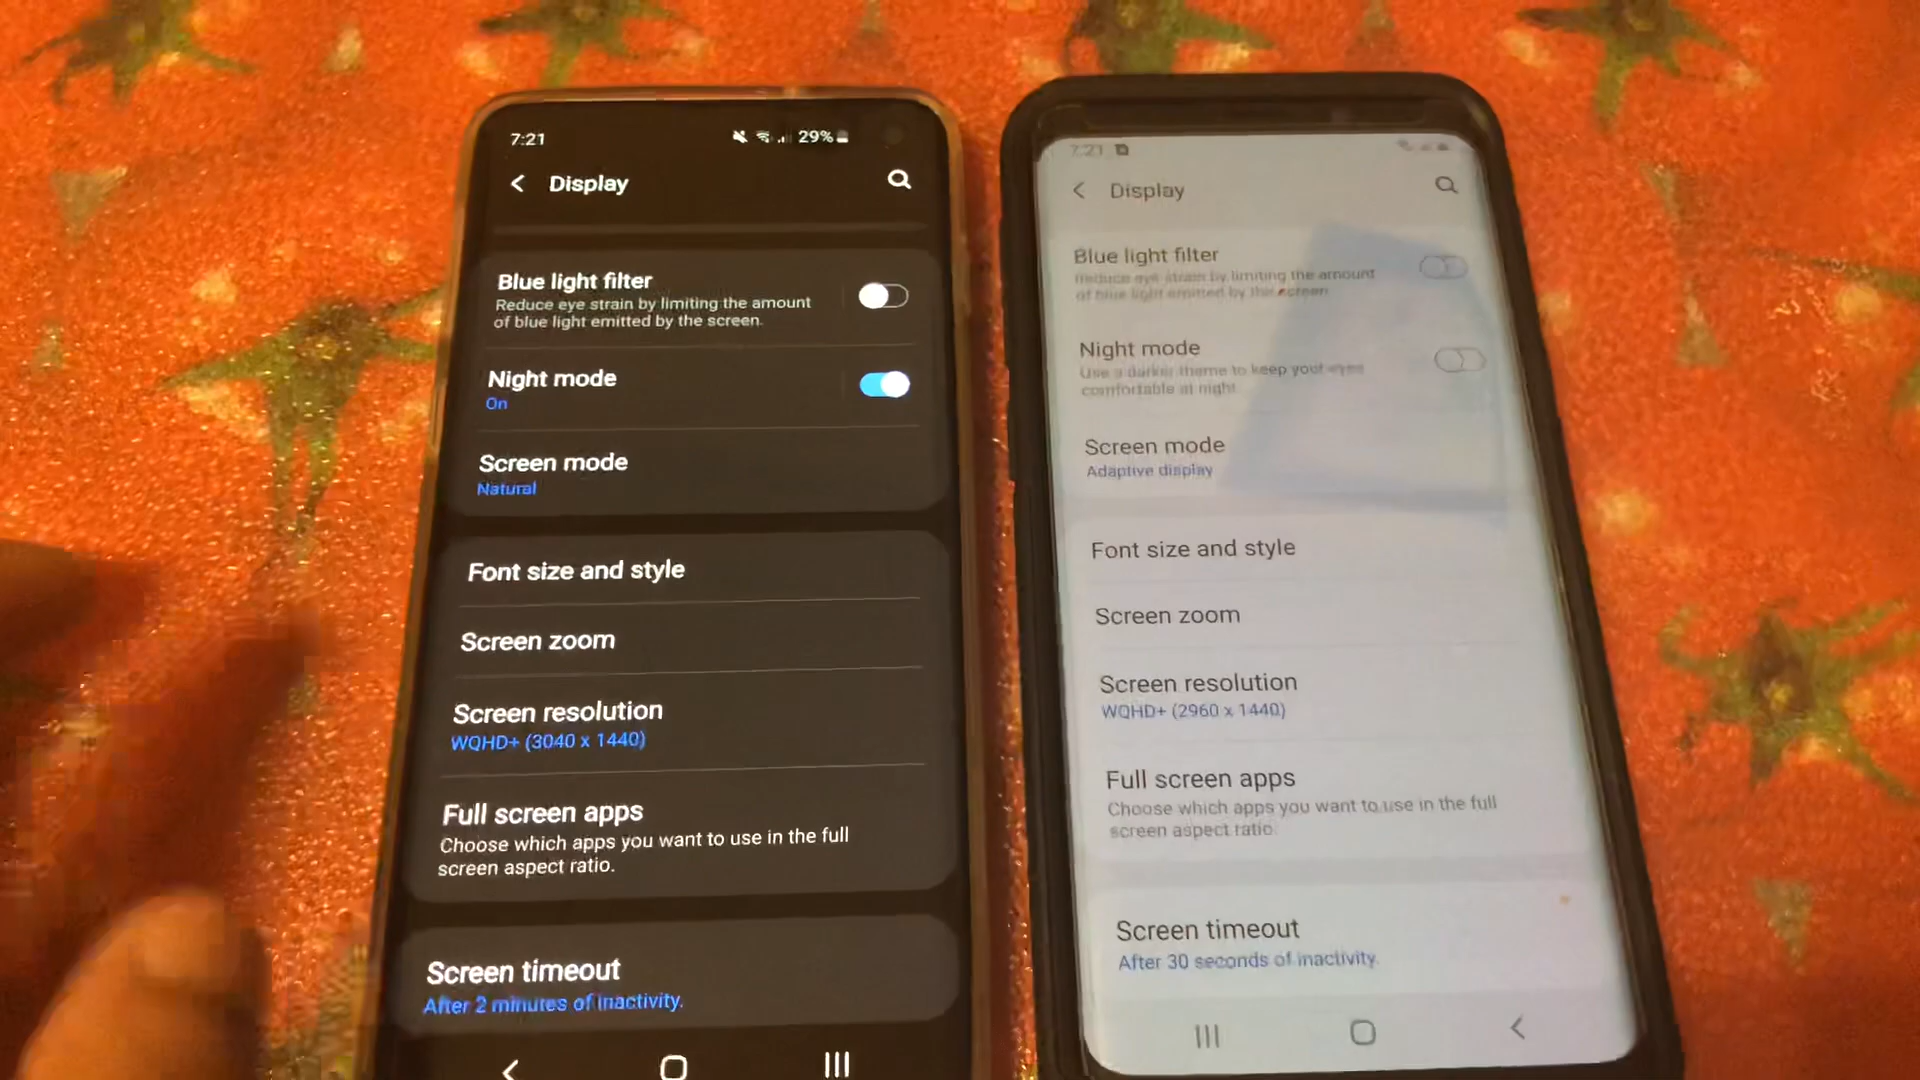 7:21
29%
Display
Blue light filter
Reduce eye strain by limiting the amount
of blue light emitted by the screen.
Night mode
On
Screen mode
Natural
Font size and style
Screen zoom
Screen resolution
WQHD+ (3040 x 1440)
Full screen apps
Choose which apps you want to use in the full
screen aspect ratio.
Screen timeout
After 2 minutes of inactivity.
7:21
Display
Blue light filter
Reduce eye strain by limiting the amount
of blue light emitted by the screen.
Night mode
Use a darker theme to keep your eyes
comfortable at night.
Screen mode
Adaptive display
Font size and style
Screen zoom
Screen resolution
WQHD+ (2960 x 1440)
Full screen apps
Choose which apps you want to use in the full
screen aspect ratio.
Screen timeout
After 30 seconds of inactivity.